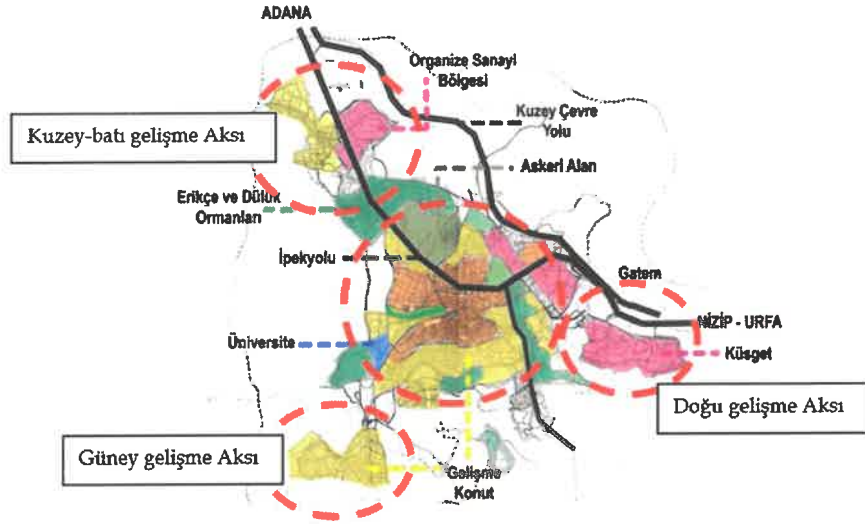 ADANA
Organize Sanayi
Bölgesi
Kuzey Çevre
Yolu
Kuzey-batı gelişme Aksı
Askeri Alan
Erikçe ve Dülük
Ormanları
İpekyolu
Gatem
NİZİP - URFA
Üniversite
Küsget
Doğu gelişme Aksı
Güney gelişme Aksı
Gelişme
Konut